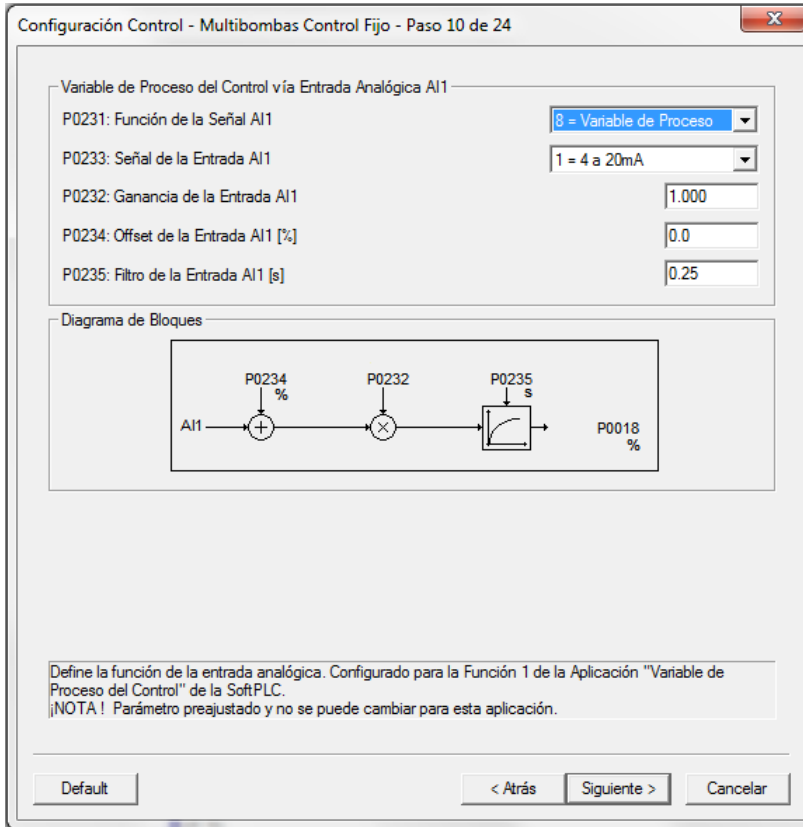 Configuración Control - Multibombas Control Fijo - Paso 10 de 24
Variable de Proceso del Control vía Entrada Analógica AI1
P0231: Función de la Señal AI1
8 = Variable de Proceso
P0233: Señal de la Entrada AI1
1 = 4 a 20mA
P0232: Ganancia de la Entrada AI1
1.000
P0234: Offset de la Entrada AI1 [%]
0.0
P0235: Filtro de la Entrada AI1 [s]
0.25
Diagrama de Bloques
P0234
%
P0232
P0235
s
AI1
P0018
%
Define la función de la entrada analógica. Configurado para la Función 1 de la Aplicación "Variable de
Proceso del Control" de la SoftPLC.
¡NOTA ! Parámetro preajustado y no se puede cambiar para esta aplicación.
Default
< Atrás
Siguiente >
Cancelar